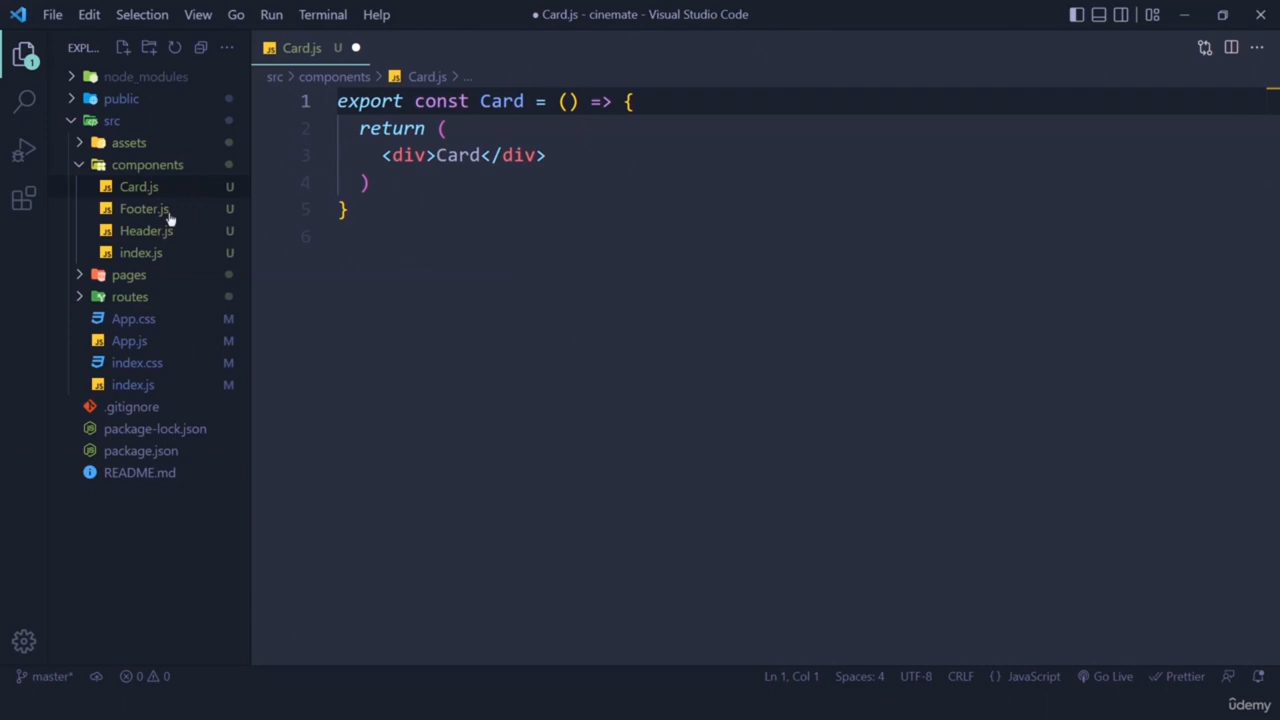 File Edit Selection View Go Run Terminal Help
● Card.js - cinemate - Visual Studio Code
EXPL...
Card.js U
1
node_modules
public
src
assets
components
Card.js U
Footer.js U
Header.js U
index.js U
pages
routes
App.css M
App.js M
index.css M
index.js M
.gitignore
package-lock.json
package.json
README.md
src > components > JS Card.js > ...
1 export const Card = () => {
2 return (
3 <div>Card</div>
4 )
5 }
6
master* 0 0 Ln 1, Col 1 Spaces: 4 UTF-8 CRLF {} JavaScript Go Live Prettier
udemy